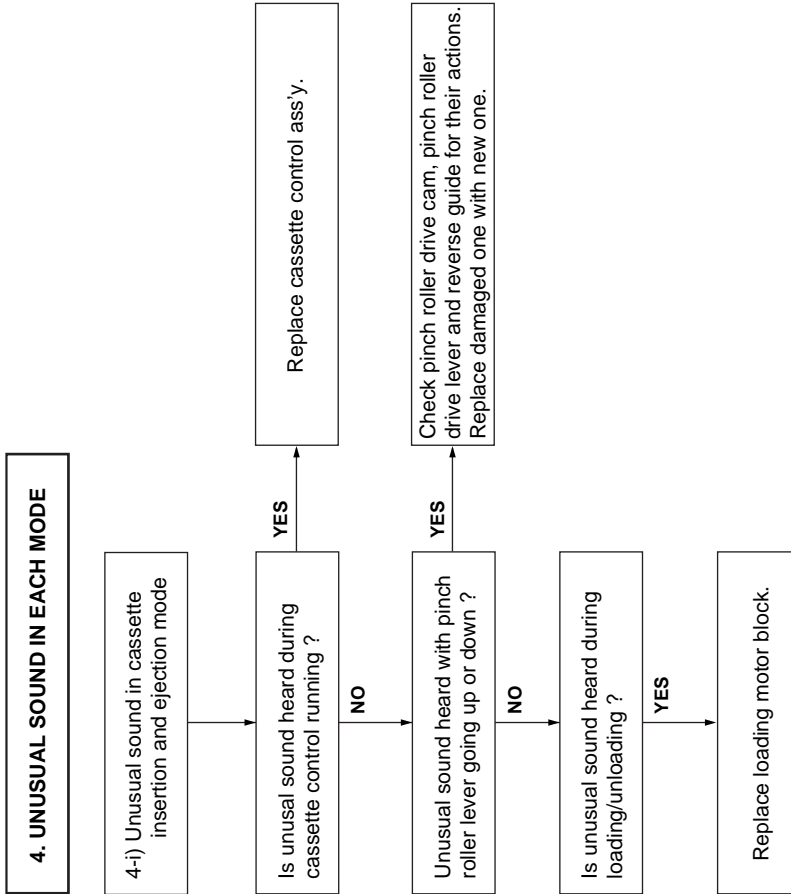 4. UNUSUAL SOUND IN EACH MODE
4-i) Unusual sound in cassette
insertion and ejection mode
Is unusual sound heard during
cassette control running ?
YES
Replace cassette control ass'y.
NO
Unusual sound heard with pinch
roller lever going up or down ?
YES
Check pinch roller drive cam, pinch roller
drive lever and reverse guide for their actions.
Replace damaged one with new one.
NO
Is unusual sound heard during
loading/unloading ?
YES
Replace loading motor block.